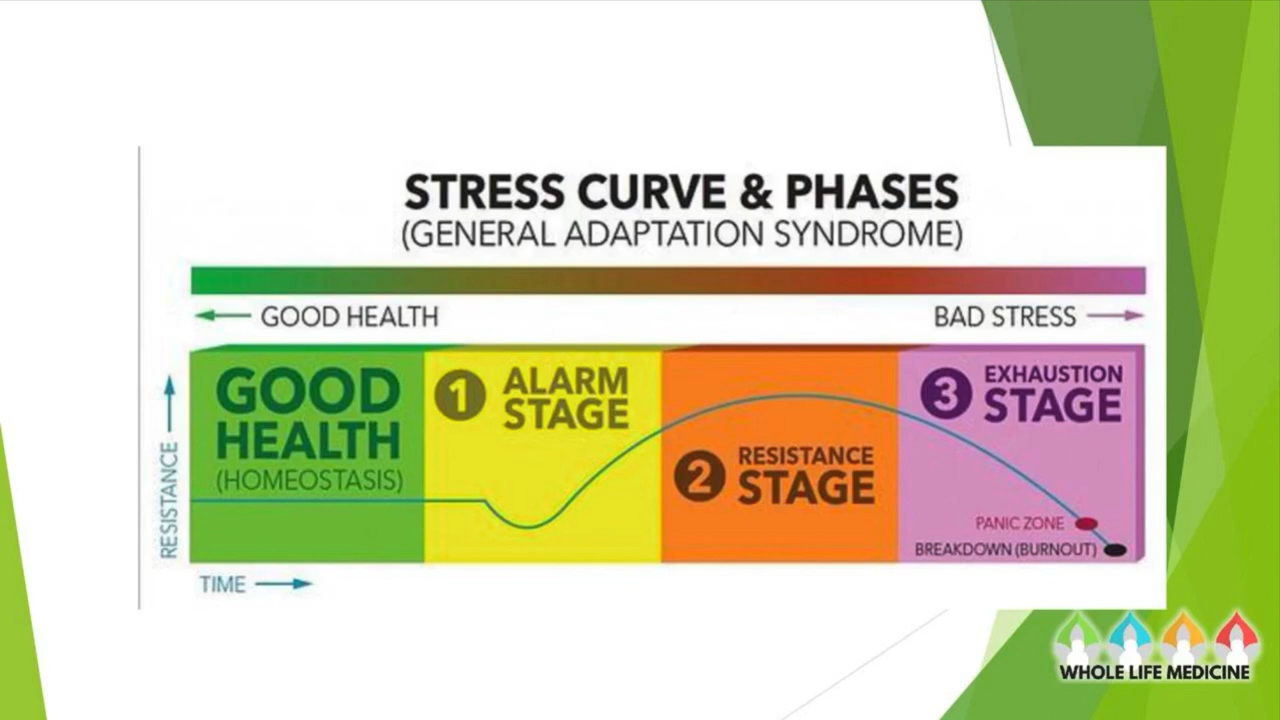 STRESS CURVE & PHASES
(GENERAL ADAPTATION SYNDROME)
GOOD HEALTH
BAD STRESS
GOOD
HEALTH
(HOMEOSTASIS)
1 ALARM
STAGE
2 RESISTANCE
STAGE
3 EXHAUSTION
STAGE
PANIC ZONE
BREAKDOWN (BURNOUT)
RESISTANCE
TIME
WHOLE LIFE MEDICINE